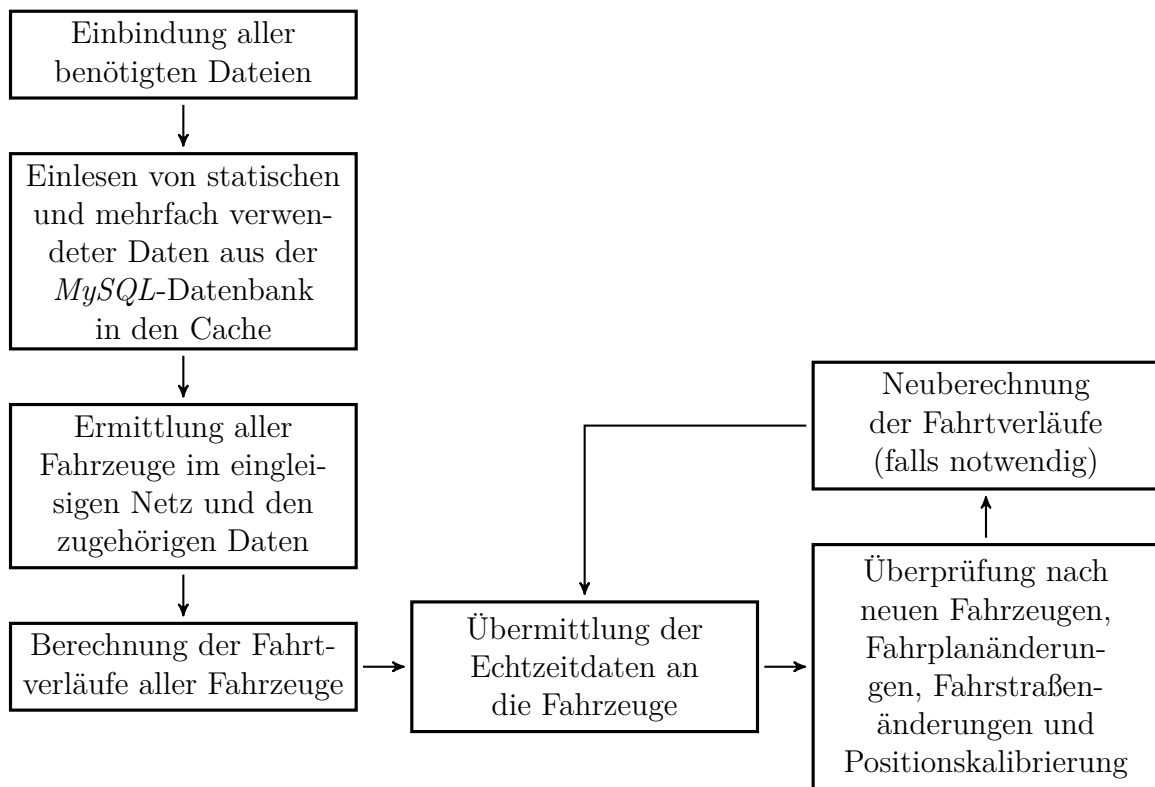 Einbindung aller
benötigten Dateien
Einlesen von statischen
und mehrfach verwen-
deter Daten aus der
MySQL-Datenbank
in den Cache
Ermittlung aller
Fahrzeuge im einglei-
sigen Netz und den
zugehörigen Daten
Berechnung der Fahrt-
verläufe aller Fahrzeuge
Übermittlung der
Echtzeitdaten an
die Fahrzeuge
Überprüfung nach
neuen Fahrzeugen,
Fahrplanänderun-
gen, Fahrstraßen-
änderungen und
Positionskalibrierung
Neuberechnung
der Fahrtverläufe
(falls notwendig)